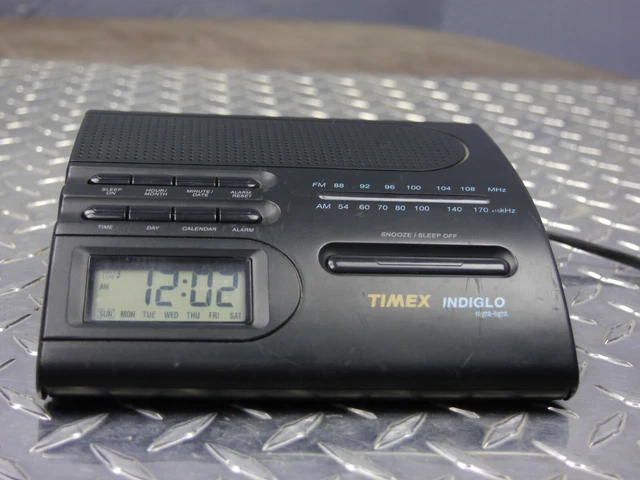 SLEEP ON HOUR/MONTH MINUTE/DATE ALARM RESET
TIME DAY CALENDAR ALARM
FM 88 92 96 100 104 108 MHz
AM 54 60 70 80 100 140 170 x10kHz
SNOOZE / SLEEP OFF
AM 12:02
SUN MON TUE WED THU FRI SAT
TIMEX INDIGLO
night-light